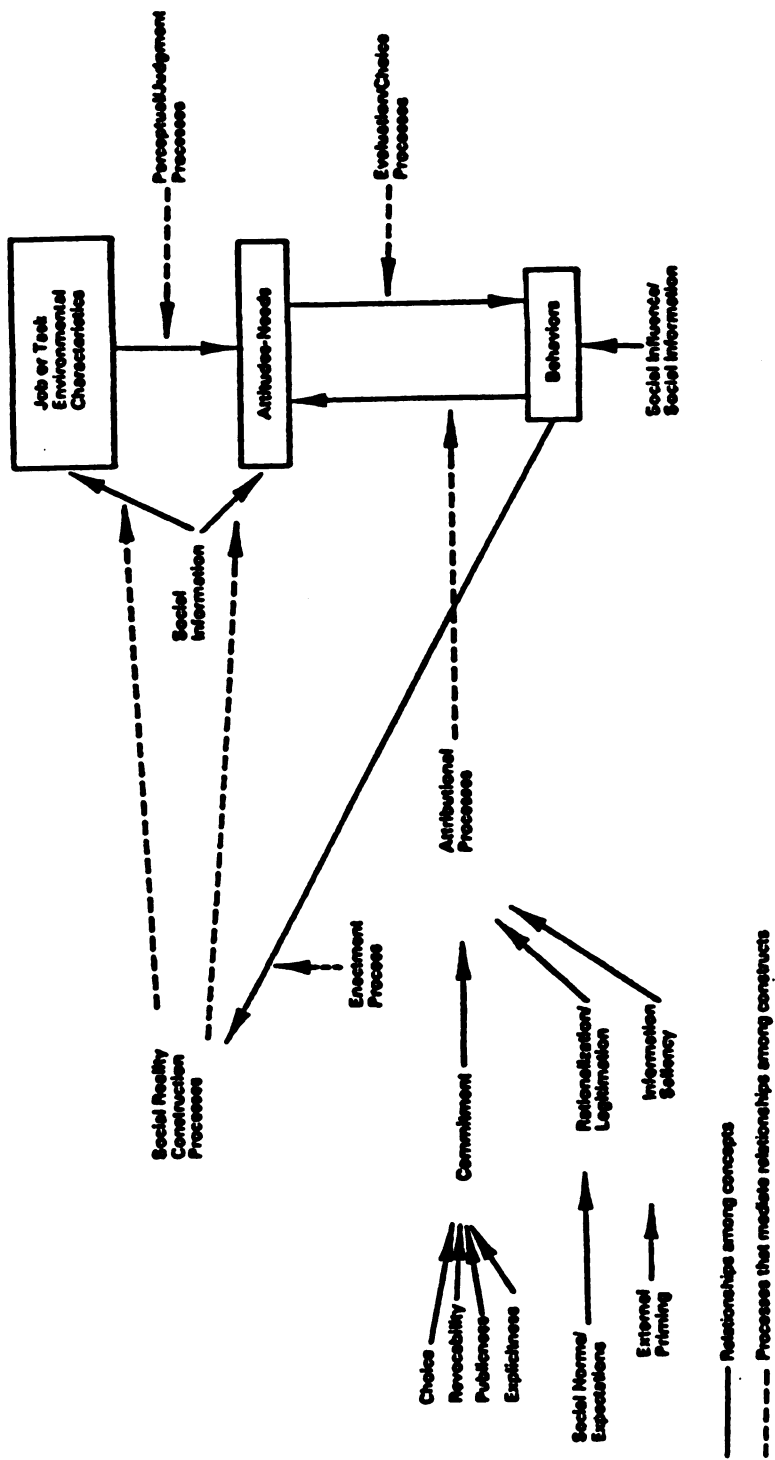 Job or Task
Environmental
Characteristics
Perceptual/Judgment
Processes
Social
Information
Attitudes-Needs
Evaluation/Choice
Processes
Behaviors
Social Influence/
Social Information
Social Reality
Construction
Processes
Enactment
Process
Attributional
Processes
Choice
Revocability
Publicness
Explicitness
Commitment
Social Norms/
Expectations
Rationalization/
Legitimation
External
Priming
Information
Saliency
Relationships among concepts
Processes that mediate relationships among constructs